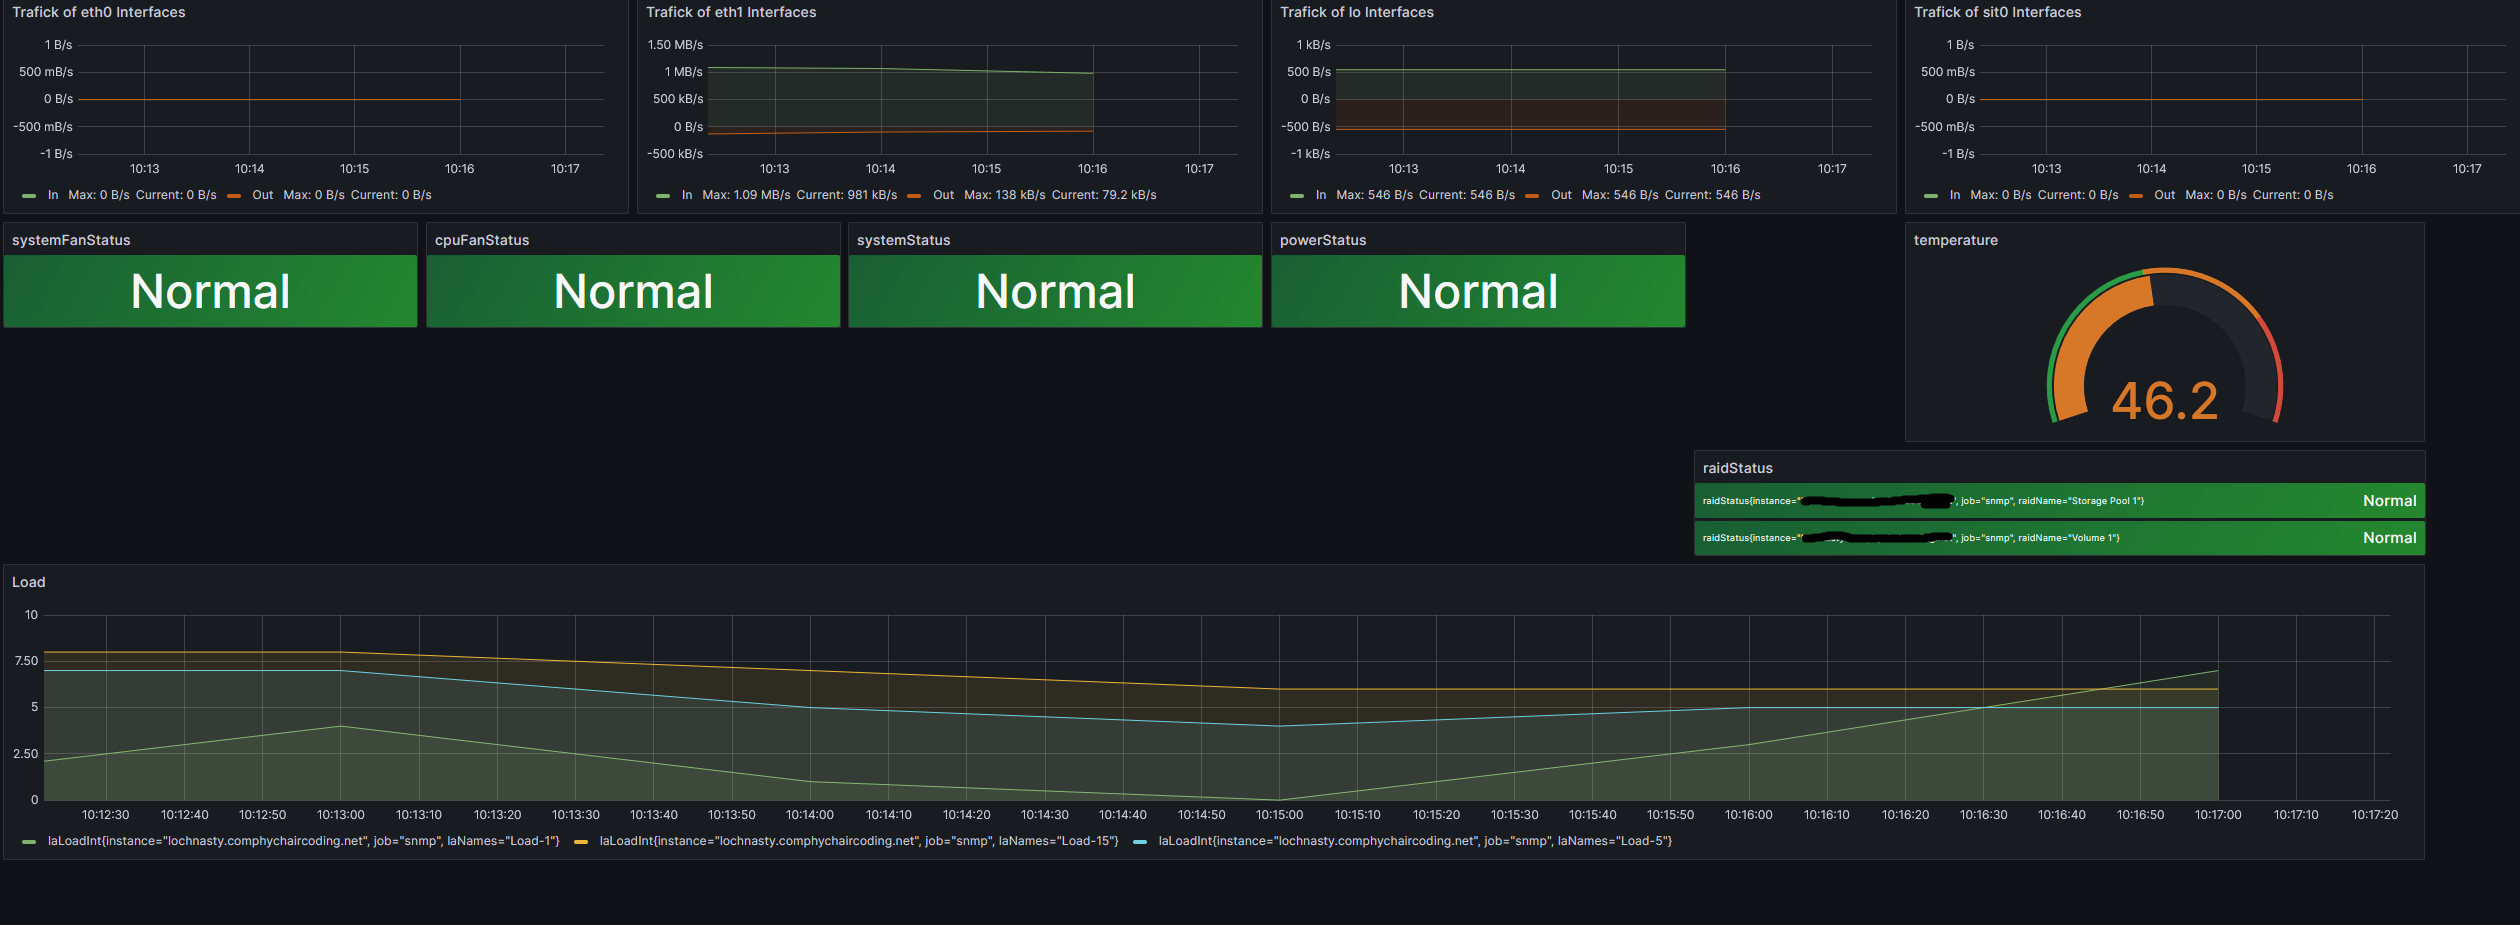 Trafick of eth0 Interfaces
1 B/s
500 mB/s
0 B/s
-500 mB/s
-1 B/s
10:13 10:14 10:15 10:16 10:17
In Max: 0 B/s Current: 0 B/s Out Max: 0 B/s Current: 0 B/s
Trafick of eth1 Interfaces
1.50 MB/s
1 MB/s
500 kB/s
0 B/s
-500 kB/s
10:13 10:14 10:15 10:16 10:17
In Max: 1.09 MB/s Current: 981 kB/s Out Max: 138 kB/s Current: 79.2 kB/s
Trafick of lo Interfaces
1 kB/s
500 B/s
0 B/s
-500 B/s
-1 kB/s
10:13 10:14 10:15 10:16 10:17
In Max: 546 B/s Current: 546 B/s Out Max: 546 B/s Current: 546 B/s
Trafick of sit0 Interfaces
1 B/s
500 mB/s
0 B/s
-500 mB/s
-1 B/s
10:13 10:14 10:15 10:16 10:17
In Max: 0 B/s Current: 0 B/s Out Max: 0 B/s Current: 0 B/s
systemFanStatus
Normal
cpuFanStatus
Normal
systemStatus
Normal
powerStatus
Normal
temperature
46.2
raidStatus
raidStatus{instance=" ", job="snmp", raidName="Storage Pool 1"} Normal
raidStatus{instance=" ", job="snmp", raidName="Volume 1"} Normal
Load
10
7.50
5
2.50
0
10:12:30 10:12:40 10:12:50 10:13:00 10:13:10 10:13:20 10:13:30 10:13:40 10:13:50 10:14:00 10:14:10 10:14:20 10:14:30 10:14:40 10:14:50 10:15:00 10:15:10 10:15:20 10:15:30 10:15:40 10:15:50 10:16:00 10:16:10 10:16:20 10:16:30 10:16:40 10:16:50 10:17:00 10:17:10 10:17:20
laLoadInt{instance="lochnasty.comphychaircoding.net", job="snmp", laNames="Load-1"} laLoadInt{instance="lochnasty.comphychaircoding.net", job="snmp", laNames="Load-15"} laLoadInt{instance="lochnasty.comphychaircoding.net", job="snmp", laNames="Load-5"}